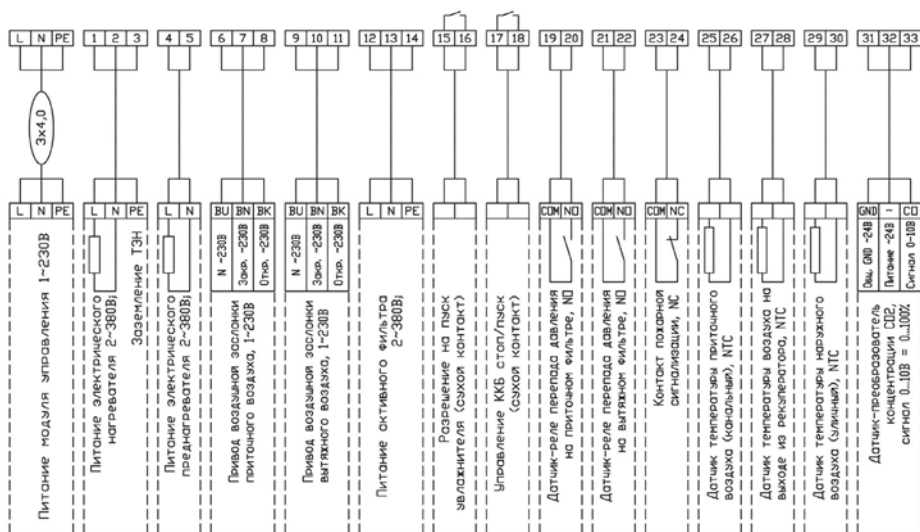 L N PE 1 2 3 4 5 6 7 8 9 10 11 12 13 14 15 16 17 18 19 20 21 22 23 24 25 26 27 28 29 30 31 32 33
3x4,0
L N PE L N PE L N PE BU BN BK BU BN BK L N PE COM NO COM NO COM NC GND ~ CO
Питание модуля управления 1~230В
Питание электрического
нагревателя 2~380В;
Заземление ТЭН
Питание электрического
преднагревателя 2~380В;
N ~230В
Закр. ~230В
Откр. ~230В
Привод воздушной заслонки
приточного воздуха, 1~230В
N ~230В
Закр. ~230В
Откр. ~230В
Привод воздушной заслонки
вытяжного воздуха, 1~230В
Питание активного фильтра
2~380В;
Разрешение на пуск
увлажнителя (сухой контакт)
Управление ККБ стоп/пуск
(сухой контакт)
Датчик-реле перепада давления
на приточном фильтре, NO
Датчик-реле перепада давления
на вытяжном фильтре, NO
Контакт пожарной
сигнализации, NC
Датчик температуры приточного
воздуха (канальный), NTC
Датчик температуры воздуха на
выходе из рекуператора, NTC
Датчик температуры наружного
воздуха (уличный), NTC
Общ. GND ~24В
Питание ~24В
Сигнал 0-10В
Датчик-преобразователь
концентрации CO2,
сигнал 0...10В = 0...100%